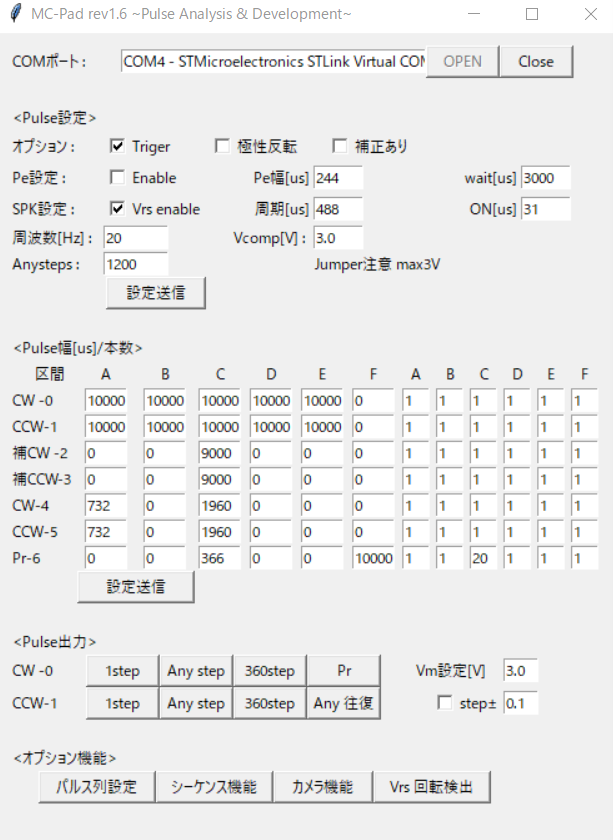 MC-Pad rev1.6 ~Pulse Analysis & Development~
COMポート: COM4 - STMicroelectronics STLink Virtual COM OPEN Close
<Pulse設定>
オプション: Triger 極性反転 補正あり
Pe設定: Enable Pe幅[us] 244 wait[us] 3000
SPK設定: Vrs enable 周期[us] 488 ON[us] 31
周波数[Hz]: 20 Vcomp[V]: 3.0
Anysteps: 1200 Jumper注意 max3V
設定送信
<Pulse幅[us]/本数>
区間 A B C D E F A B C D E F
CW -0 10000 10000 10000 10000 10000 0 1 1 1 1 1 1
CCW-1 10000 10000 10000 10000 10000 0 1 1 1 1 1 1
補CW -2 0 0 9000 0 0 0 1 1 1 1 1 1
補CCW-3 0 0 9000 0 0 0 1 1 1 1 1 1
CW-4 732 0 1960 0 0 0 1 1 1 1 1 1
CCW-5 732 0 1960 0 0 0 1 1 1 1 1 1
Pr-6 0 0 366 0 0 10000 1 1 20 1 1 1
設定送信
<Pulse出力>
CW -0 1step Any step 360step Pr Vm設定[V] 3.0
CCW-1 1step Any step 360step Any 往復 step± 0.1
<オプション機能>
パルス列設定 シーケンス機能 カメラ機能 Vrs 回転検出